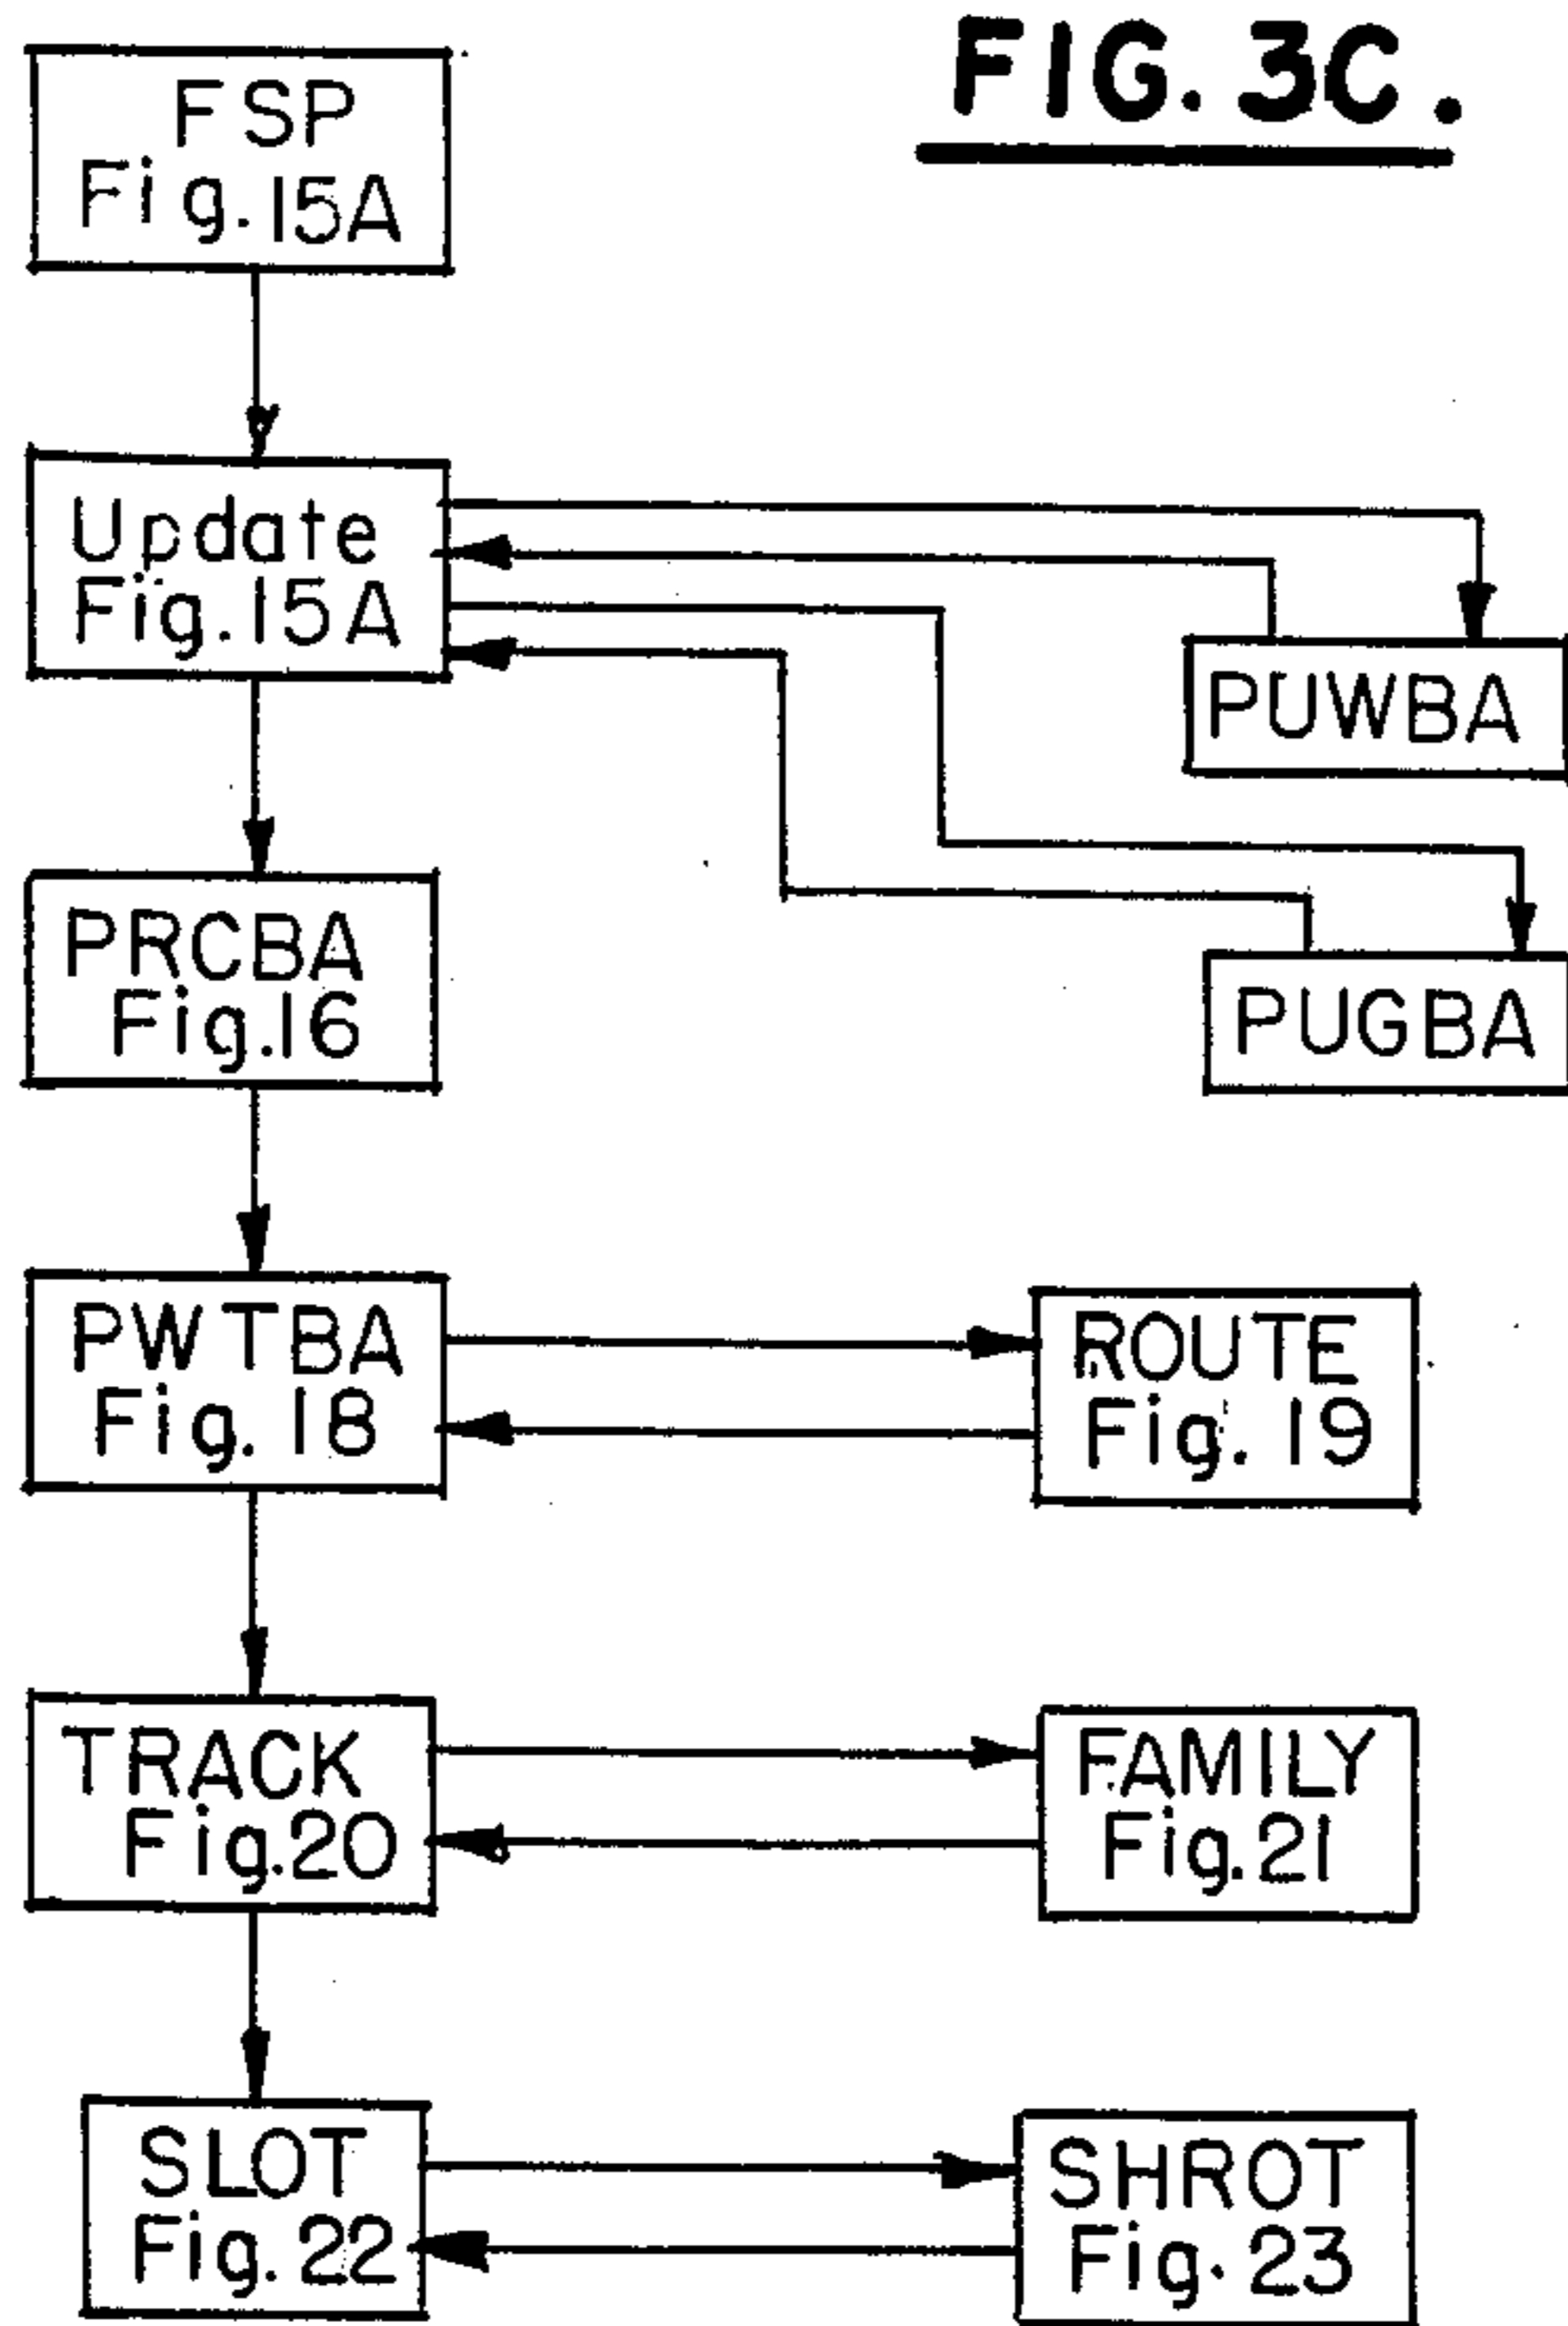 FIG. 3C.
FSP
Fig. 15A
Update
Fig. 15A
PUWBA
PRCBA
Fig. 16
PUGBA
PWTBA
Fig. 18
ROUTE
Fig. 19
TRACK
Fig. 20
FAMILY
Fig. 21
SLOT
Fig. 22
SHROT
Fig. 23